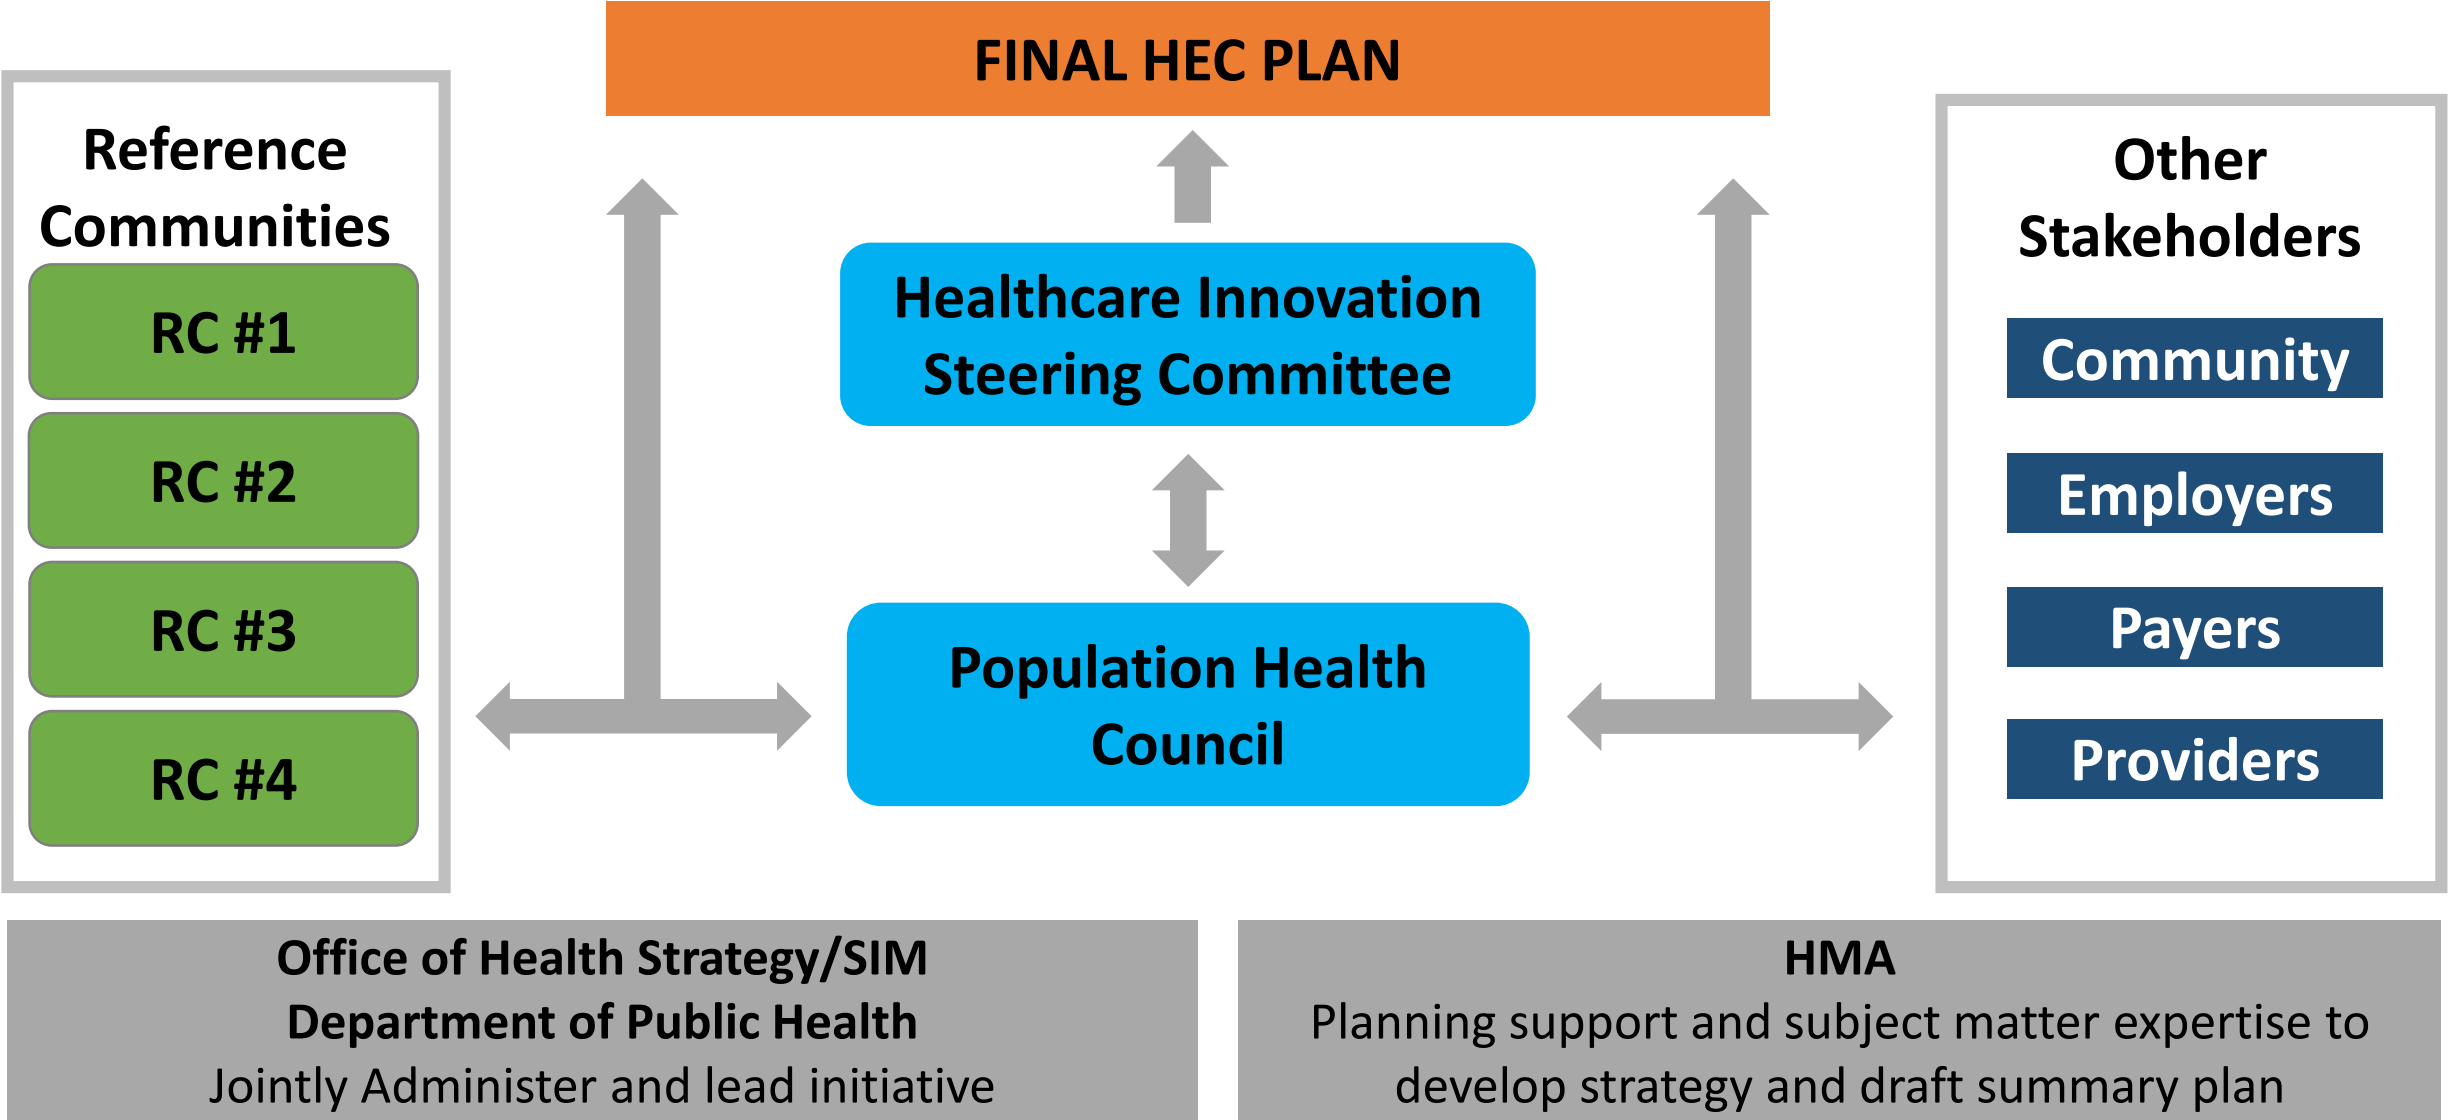 FINAL HEC PLAN
Reference
Communities
RC #1
RC #2
RC #3
RC #4
Healthcare Innovation
Steering Committee
Population Health
Council
Other
Stakeholders
Community
Employers
Payers
Providers
Office of Health Strategy/SIM
Department of Public Health
Jointly Administer and lead initiative
HMA
Planning support and subject matter expertise to
develop strategy and draft summary plan